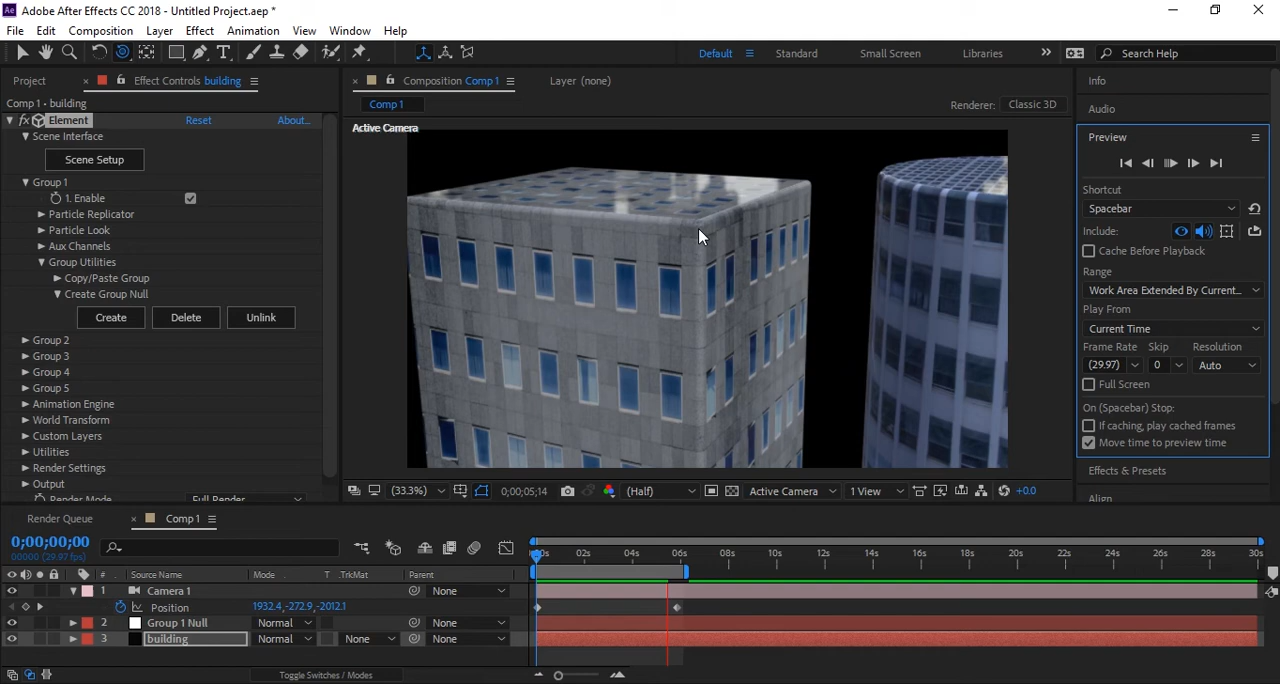 Adobe After Effects CC 2018 - Untitled Project.aep *
File Edit Composition Layer Effect Animation View Window Help
Default Standard Small Screen Libraries Search Help
Project Effect Controls building
Composition Comp 1 Layer (none)
Info
Comp 1 • building
Comp 1
Renderer: Classic 3D
Audio
fx Element Reset About...
Active Camera
Scene Interface
Preview
Scene Setup
Group 1
Shortcut
1. Enable
Spacebar
Particle Replicator
Particle Look
Include:
Aux Channels
Cache Before Playback
Group Utilities
Range
Copy/Paste Group
Work Area Extended By Current...
Create Group Null
Play From
Create Delete Unlink
Current Time
Group 2
Frame Rate Skip Resolution
Group 3
(29.97) 0 Auto
Group 4
Full Screen
Group 5
Animation Engine
On (Spacebar) Stop:
World Transform
If caching, play cached frames
Custom Layers
Move time to preview time
Utilities
Render Settings
Effects & Presets
Output
Render Mode Full Render
(33.3%) 0;00;05;14 (Half) Active Camera 1 View +0.0
Align
Render Queue Comp 1
0;00;00;00
00000 (29.97 fps)
00s 02s 04s 06s 08s 10s 12s 14s 16s 18s 20s 22s 24s 26s 28s 30s
# Source Name Mode T .TrkMat Parent
1 Camera 1 None
Position 1932.4,-272.9,-2012.1
2 Group 1 Null Normal None
3 building Normal None None
Toggle Switches / Modes